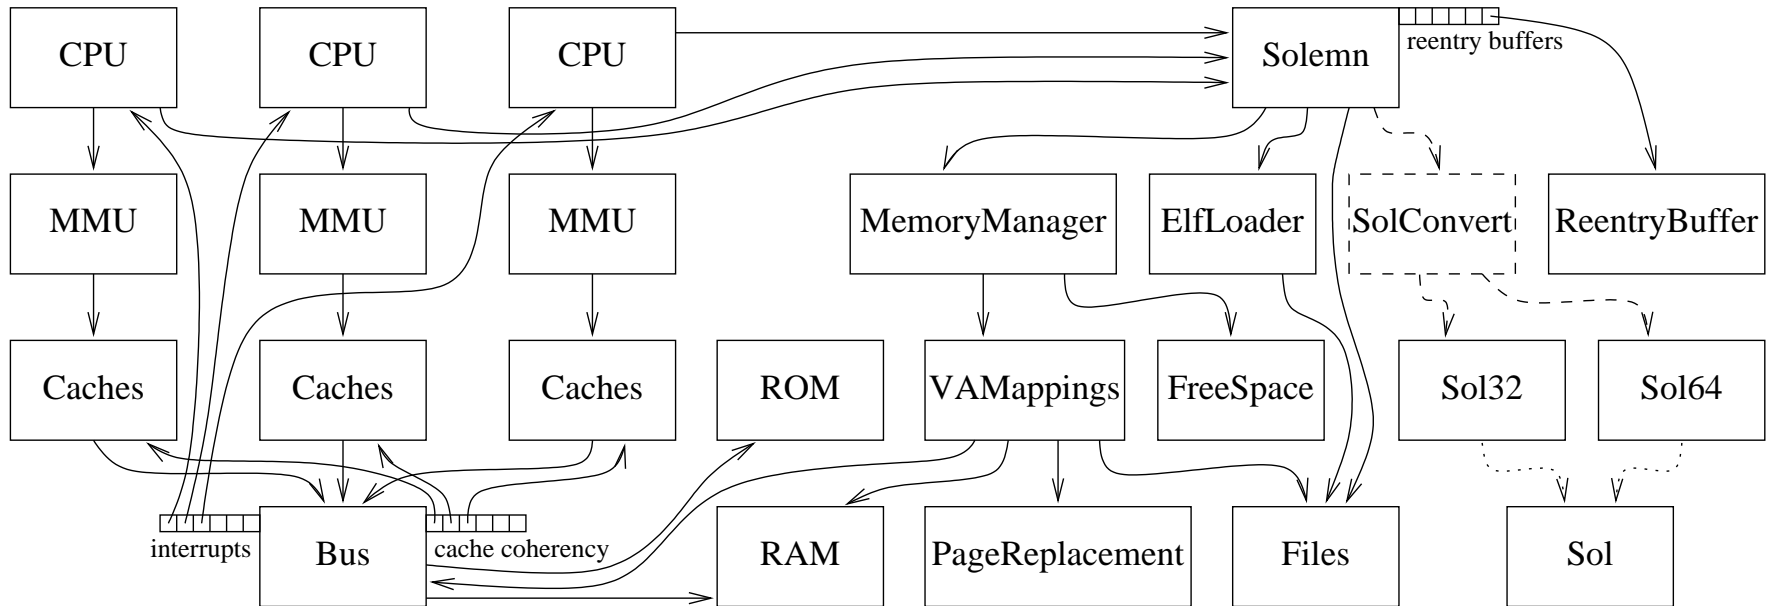 CPU
CPU
CPU
Solemn
reentry buffers
MMU
MMU
MMU
MemoryManager
ElfLoader
SolConvert
ReentryBuffer
Caches
Caches
Caches
ROM
VAMappings
FreeSpace
Sol32
Sol64
interrupts
Bus
cache coherency
RAM
PageReplacement
Files
Sol